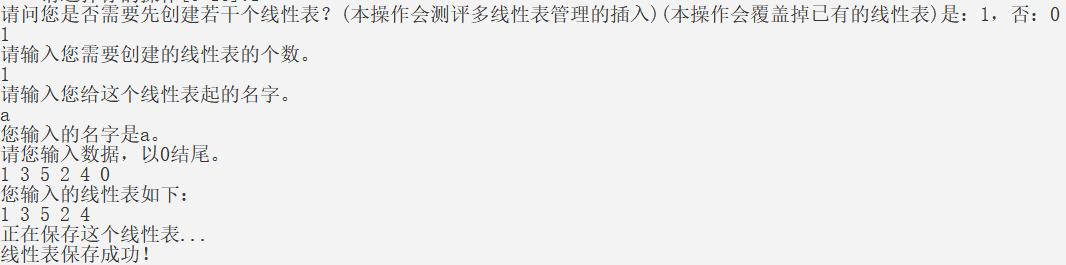 请问您是否需要先创建若干个线性表？(本操作会测评多线性表管理的插入)(本操作会覆盖掉已有的线性表)是：1，否：0
1
请输入您需要创建的线性表的个数。
1
请输入您给这个线性表起的名字。
a
您输入的名字是a。
请您输入数据，以0结尾。
1 3 5 2 4 0
您输入的线性表如下：
1 3 5 2 4
正在保存这个线性表...
线性表保存成功！